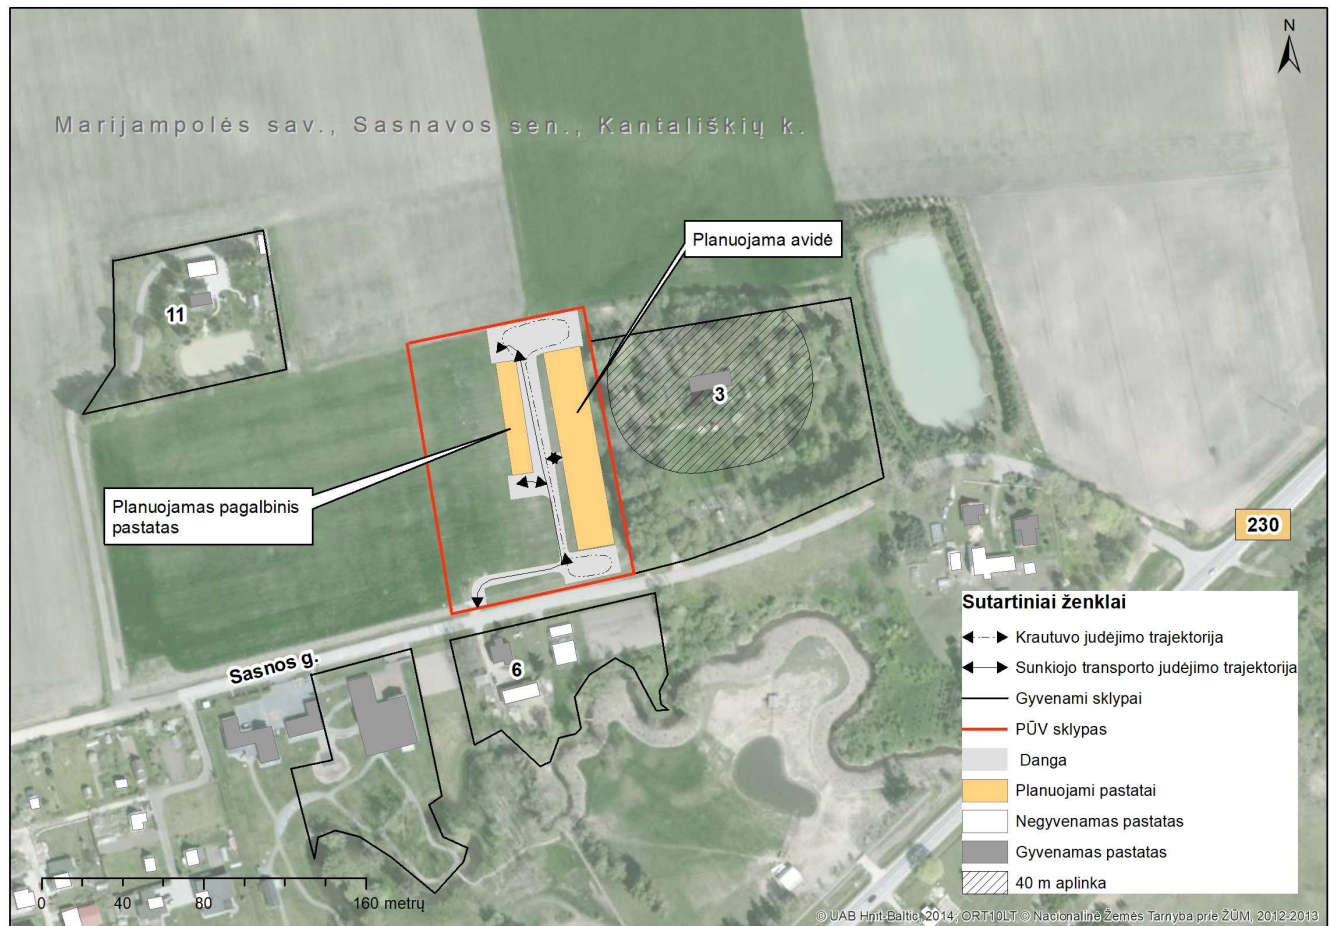 N
Marijampolės sav., Sasnavos sen., Kantališkių k.
Planuojama avidė
11
3
Planuojamas pagalbinis
pastatas
230
Sasnos g.
6
Sutartiniai ženklai
Krautuvo judėjimo trajektorija
Sunkiojo transporto judėjimo trajektorija
Gyvenami sklypai
PŪV sklypas
Danga
Planuojami pastatai
Negyvenamas pastatas
Gyvenamas pastatas
40 m aplinka
0 40 80 160 metrų
© UAB Hnit-Baltic, 2014; ORT10LT © Nacionalinė Žemės Tarnyba prie ŽŪM, 2012-2013